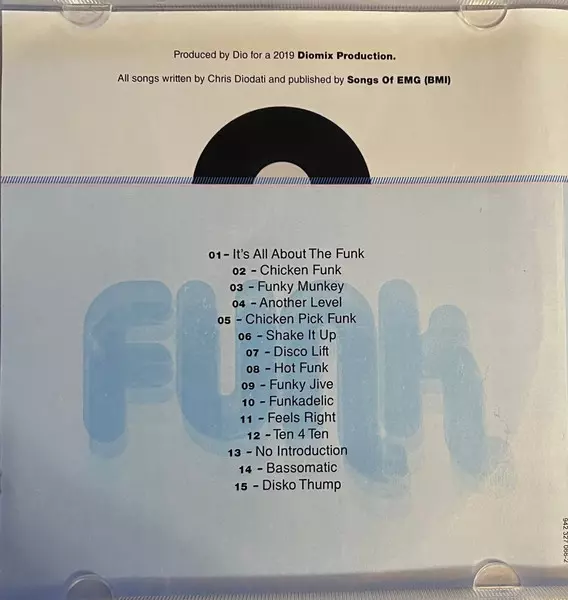 Produced by Dio for a 2019 Diomix Production.
All songs written by Chris Diodati and published by Songs Of EMG (BMI)
01 - It's All About The Funk
02 - Chicken Funk
03 - Funky Munkey
04 - Another Level
05 - Chicken Pick Funk
06 - Shake It Up
07 - Disco Lift
08 - Hot Funk
09 - Funky Jive
10 - Funkadelic
11 - Feels Right
12 - Ten 4 Ten
13 - No Introduction
14 - Bassomatic
15 - Disko Thump
FUNK